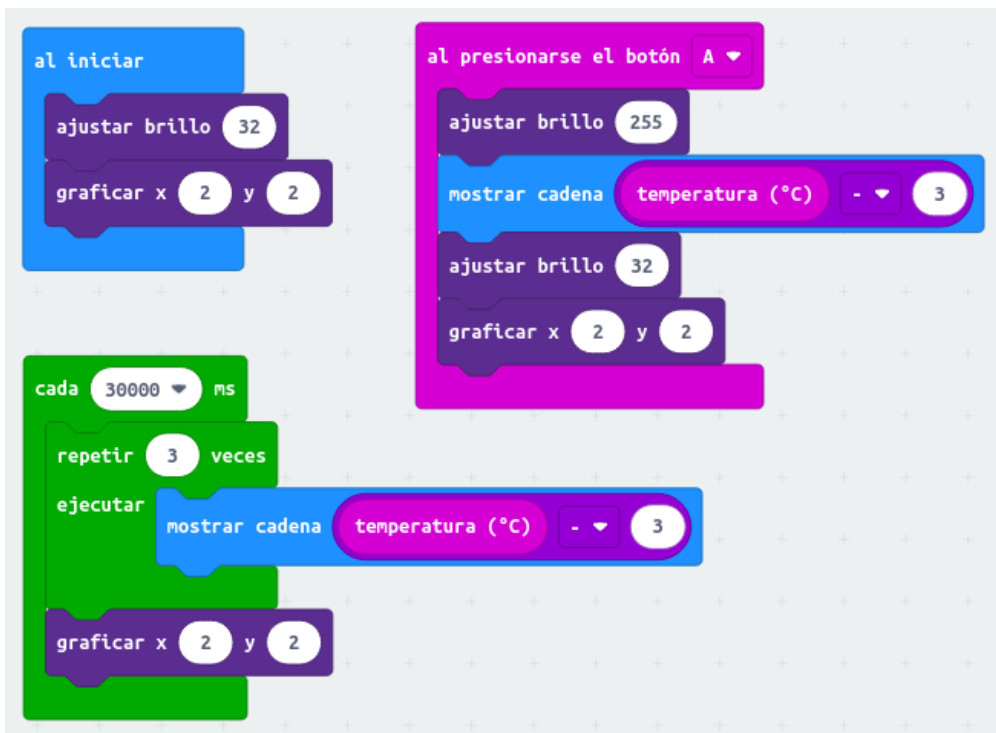 al iniciar
ajustar brillo 32
graficar x 2 y 2
al presionarse el botón A
ajustar brillo 255
mostrar cadena temperatura (°C) - 3
ajustar brillo 32
graficar x 2 y 2
cada 30000 ms
repetir 3 veces
ejecutar
mostrar cadena temperatura (°C) - 3
graficar x 2 y 2